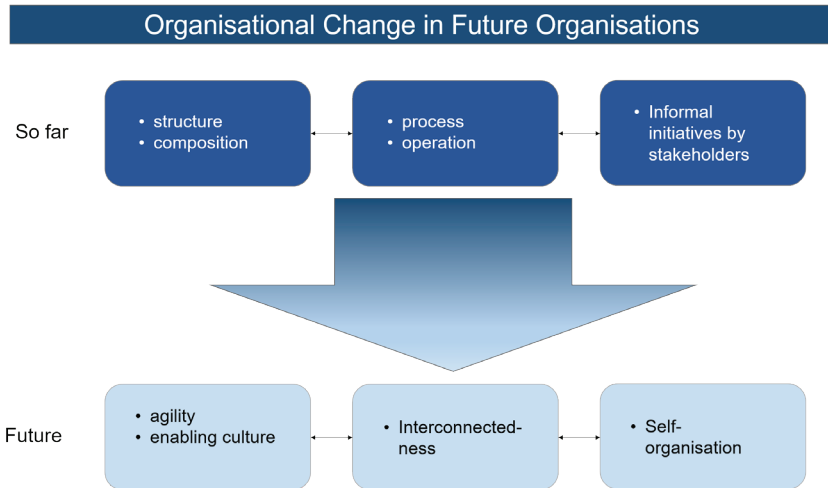 Organisational Change in Future Organisations
So far
• structure
• composition
• process
• operation
• Informal
initiatives by
stakeholders
Future
• agility
• enabling culture
• Interconnected-
ness
• Self-
organisation